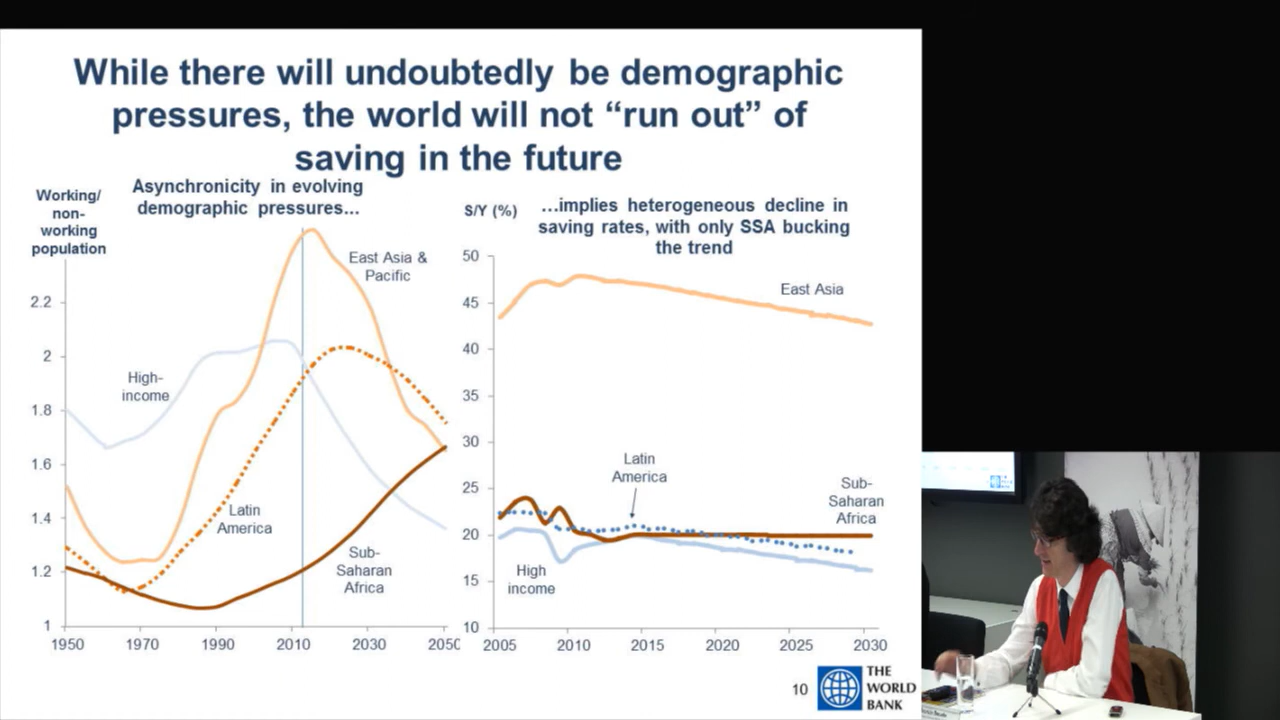 While there will undoubtedly be demographic
pressures, the world will not “run out” of
saving in the future
Working/
non-
working
population
Asynchronicity in evolving
demographic pressures...
East Asia &
Pacific
High-
income
Latin
America
Sub-
Saharan
Africa
2.2
2
1.8
1.6
1.4
1.2
1
1950
1970
1990
2010
2030
S/Y (%)
...implies heterogeneous decline in
saving rates, with only SSA bucking
the trend
East Asia
Latin
America
Sub-
Saharan
Africa
High
income
50
45
40
35
30
25
20
15
10
2005
2010
2015
2020
2025
2030
10
THE
WORLD
BANK